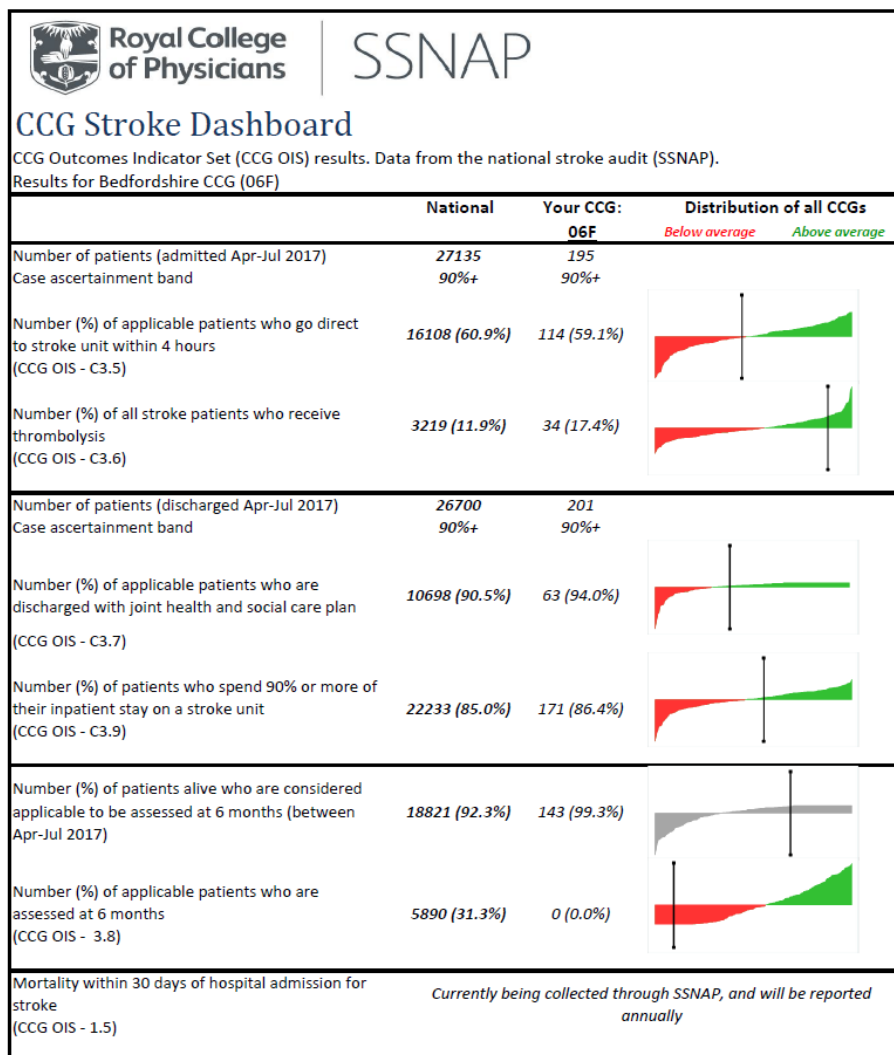 Royal College
of Physicians
SSNAP
CCG Stroke Dashboard
CCG Outcomes Indicator Set (CCG OIS) results. Data from the national stroke audit (SSNAP).
Results for Bedfordshire CCG (06F)
National Your CCG: Distribution of all CCGs
06F Below average Above average
Number of patients (admitted Apr-Jul 2017) 27135 195
Case ascertainment band 90%+ 90%+
Number (%) of applicable patients who go direct
to stroke unit within 4 hours 16108 (60.9%) 114 (59.1%)
(CCG OIS - C3.5)
Number (%) of all stroke patients who receive
thrombolysis 3219 (11.9%) 34 (17.4%)
(CCG OIS - C3.6)
Number of patients (discharged Apr-Jul 2017) 26700 201
Case ascertainment band 90%+ 90%+
Number (%) of applicable patients who are
discharged with joint health and social care plan 10698 (90.5%) 63 (94.0%)
(CCG OIS - C3.7)
Number (%) of patients who spend 90% or more of
their inpatient stay on a stroke unit 22233 (85.0%) 171 (86.4%)
(CCG OIS - C3.9)
Number (%) of patients alive who are considered
applicable to be assessed at 6 months (between 18821 (92.3%) 143 (99.3%)
Apr-Jul 2017)
Number (%) of applicable patients who are
assessed at 6 months 5890 (31.3%) 0 (0.0%)
(CCG OIS - 3.8)
Mortality within 30 days of hospital admission for
stroke
(CCG OIS - 1.5)
Currently being collected through SSNAP, and will be reported
annually